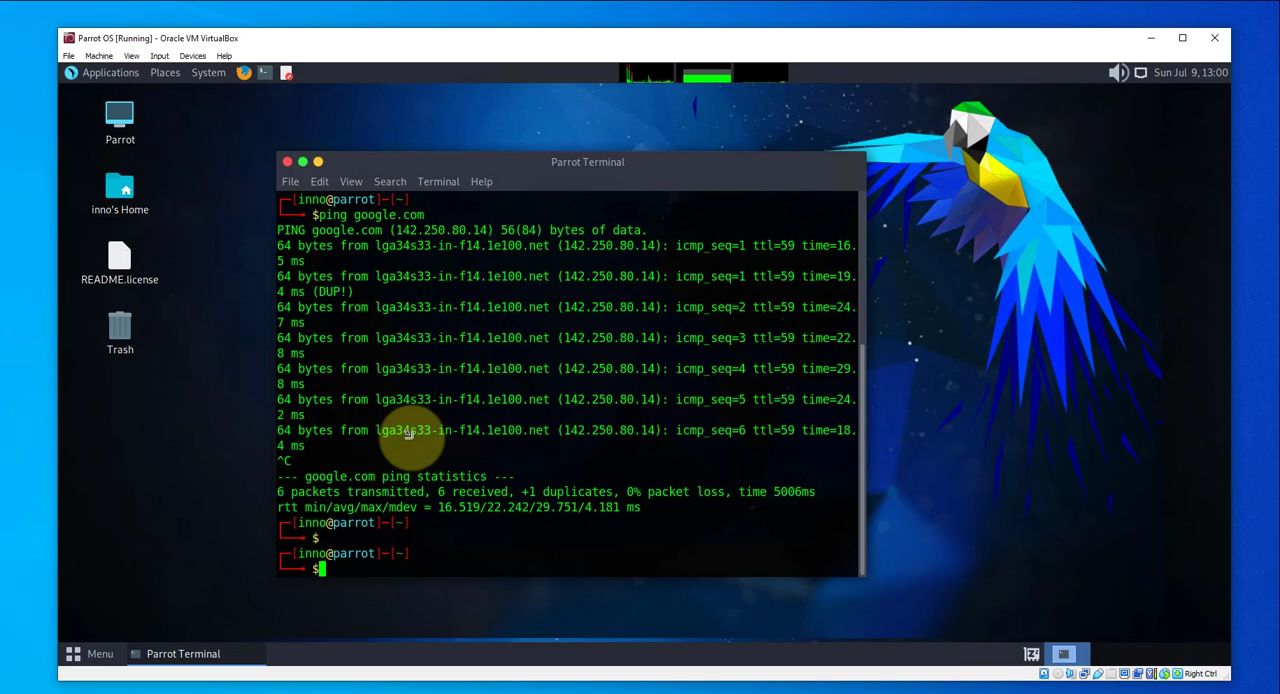 Parrot OS [Running] - Oracle VM VirtualBox
File Machine View Input Devices Help
Applications Places System Sun Jul 9, 13:00
Parrot
inno's Home
README.license
Trash
Parrot Terminal
File Edit View Search Terminal Help
[inno@parrot]─[~]
$ping google.com
PING google.com (142.250.80.14) 56(84) bytes of data.
64 bytes from lga34s33-in-f14.1e100.net (142.250.80.14): icmp_seq=1 ttl=59 time=16.
5 ms
64 bytes from lga34s33-in-f14.1e100.net (142.250.80.14): icmp_seq=1 ttl=59 time=19.
4 ms (DUP!)
64 bytes from lga34s33-in-f14.1e100.net (142.250.80.14): icmp_seq=2 ttl=59 time=24.
7 ms
64 bytes from lga34s33-in-f14.1e100.net (142.250.80.14): icmp_seq=3 ttl=59 time=22.
8 ms
64 bytes from lga34s33-in-f14.1e100.net (142.250.80.14): icmp_seq=4 ttl=59 time=29.
8 ms
64 bytes from lga34s33-in-f14.1e100.net (142.250.80.14): icmp_seq=5 ttl=59 time=24.
2 ms
64 bytes from lga34s33-in-f14.1e100.net (142.250.80.14): icmp_seq=6 ttl=59 time=18.
4 ms
^C
--- google.com ping statistics ---
6 packets transmitted, 6 received, +1 duplicates, 0% packet loss, time 5006ms
rtt min/avg/max/mdev = 16.519/22.242/29.751/4.181 ms
[inno@parrot]─[~]
$
[inno@parrot]─[~]
$
Menu Parrot Terminal
Right Ctrl